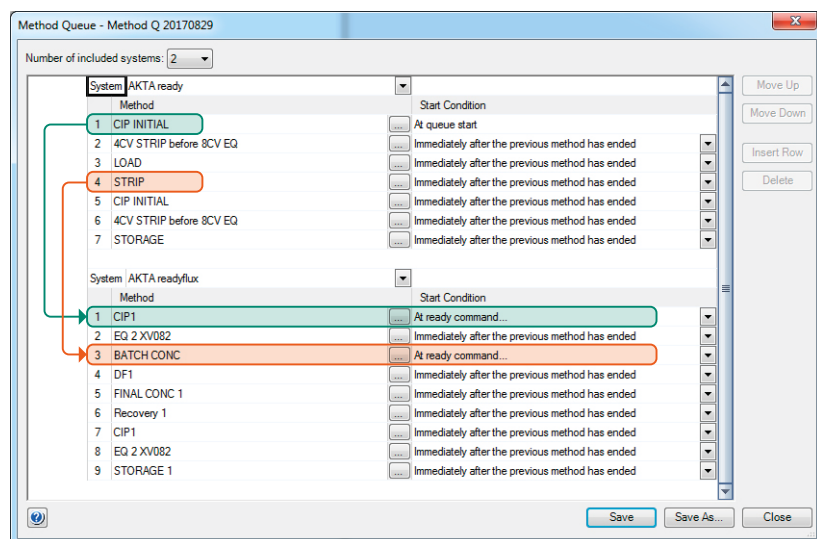 Method Queue - Method Q 20170829
Number of included systems: 2
System AKTA ready
Method Start Condition
1 CIP INITIAL ... At queue start
2 4CV STRIP before 8CV EQ ... Immediately after the previous method has ended
3 LOAD ... Immediately after the previous method has ended
4 STRIP ... Immediately after the previous method has ended
5 CIP INITIAL ... Immediately after the previous method has ended
6 4CV STRIP before 8CV EQ ... Immediately after the previous method has ended
7 STORAGE ... Immediately after the previous method has ended
System AKTA readyflux
Method Start Condition
1 CIP1 ... At ready command...
2 EQ 2 XV082 ... Immediately after the previous method has ended
3 BATCH CONC ... At ready command...
4 DF1 ... Immediately after the previous method has ended
5 FINAL CONC 1 ... Immediately after the previous method has ended
6 Recovery 1 ... Immediately after the previous method has ended
7 CIP1 ... Immediately after the previous method has ended
8 EQ 2 XV082 ... Immediately after the previous method has ended
9 STORAGE 1 ... Immediately after the previous method has ended
Move Up
Move Down
Insert Row
Delete
? Save Save As... Close